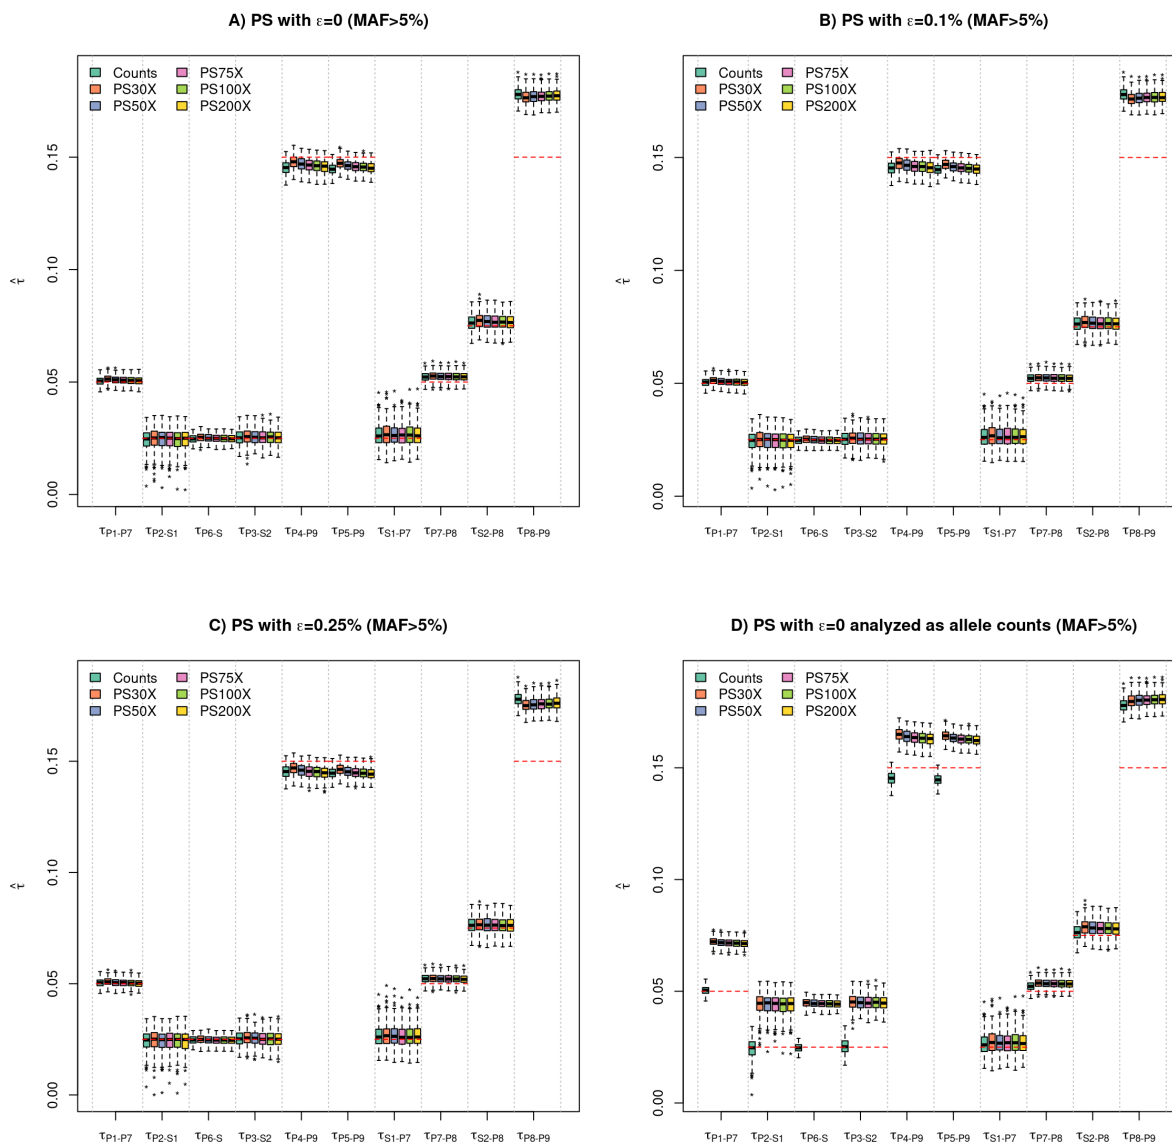 A) PS with ε=0 (MAF>5%)
Counts PS75X
PS30X PS100X
PS50X PS200X
0.15
0.10
0.05
0.00
τ̂
τP1-P7 τP2-S1 τP6-S τP3-S2 τP4-P9 τP5-P9 τS1-P7 τP7-P8 τS2-P8 τP8-P9
B) PS with ε=0.1% (MAF>5%)
Counts PS75X
PS30X PS100X
PS50X PS200X
0.15
0.10
0.05
0.00
τ̂
τP1-P7 τP2-S1 τP6-S τP3-S2 τP4-P9 τP5-P9 τS1-P7 τP7-P8 τS2-P8 τP8-P9
C) PS with ε=0.25% (MAF>5%)
Counts PS75X
PS30X PS100X
PS50X PS200X
0.15
0.10
0.05
0.00
τ̂
τP1-P7 τP2-S1 τP6-S τP3-S2 τP4-P9 τP5-P9 τS1-P7 τP7-P8 τS2-P8 τP8-P9
D) PS with ε=0 analyzed as allele counts (MAF>5%)
Counts PS75X
PS30X PS100X
PS50X PS200X
0.15
0.10
0.05
0.00
τ̂
τP1-P7 τP2-S1 τP6-S τP3-S2 τP4-P9 τP5-P9 τS1-P7 τP7-P8 τS2-P8 τP8-P9